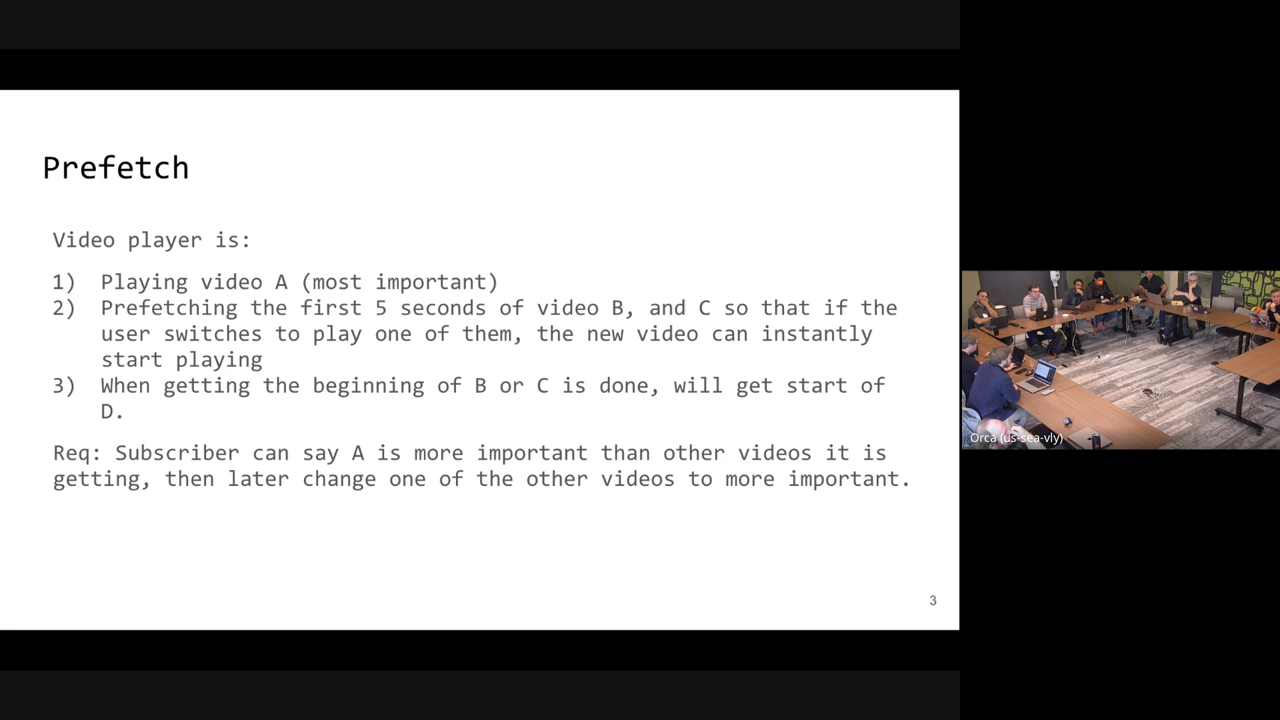 Prefetch
Video player is:
1) Playing video A (most important)
2) Prefetching the first 5 seconds of video B, and C so that if the
user switches to play one of them, the new video can instantly
start playing
3) When getting the beginning of B or C is done, will get start of
D.
Req: Subscriber can say A is more important than other videos it is
getting, then later change one of the other videos to more important.
3
Orca (us-sea-vly)